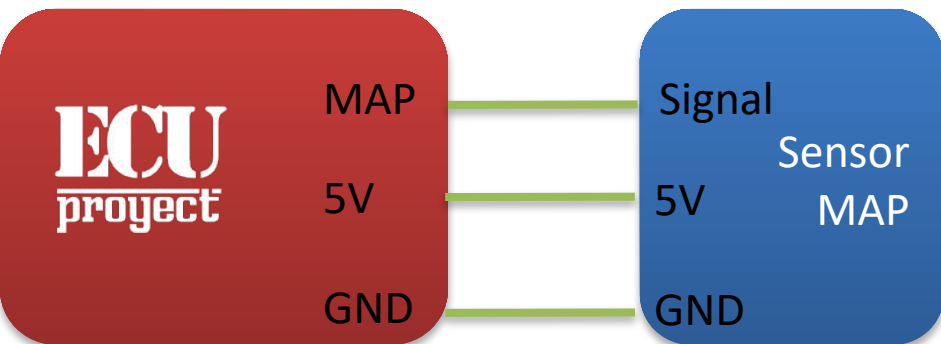 ECU
proyect
MAP
5V
GND
Signal
5V
GND
Sensor
MAP